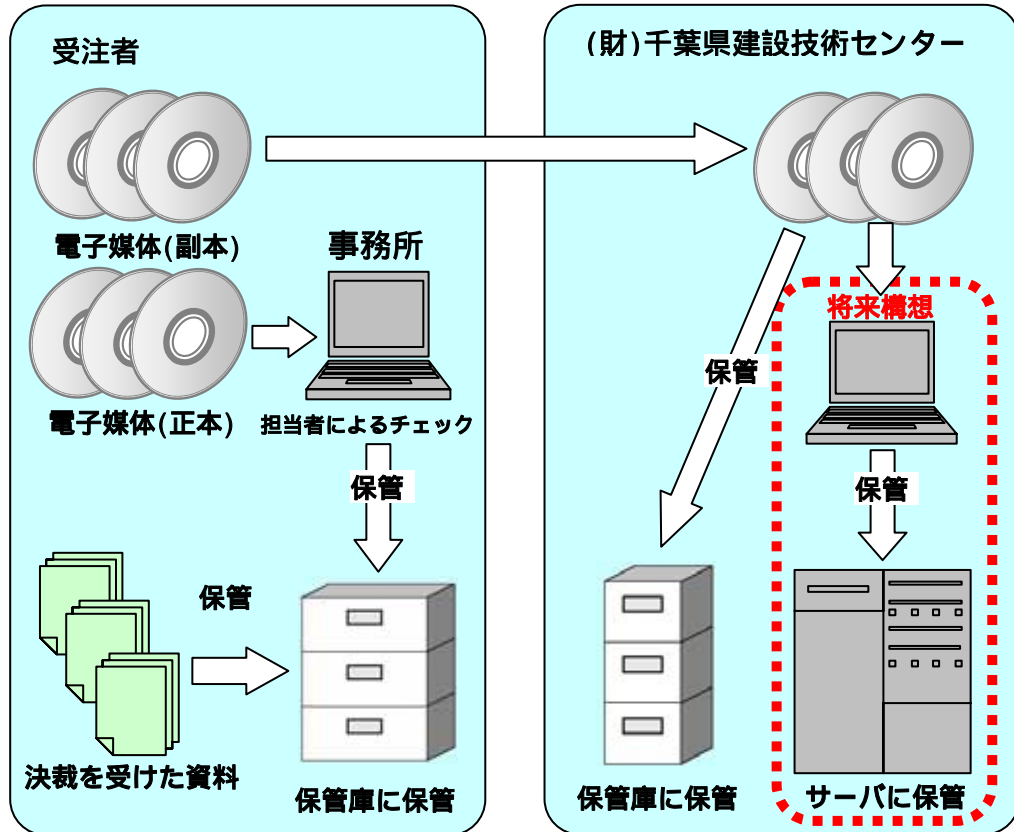 受注者
電子媒体(副本)
事務所
電子媒体(正本)
担当者によるチェック
保管
保管
決裁を受けた資料
保管庫に保管
(財)千葉県建設技術センター
将来構想
保管
保管
保管庫に保管
サーバに保管